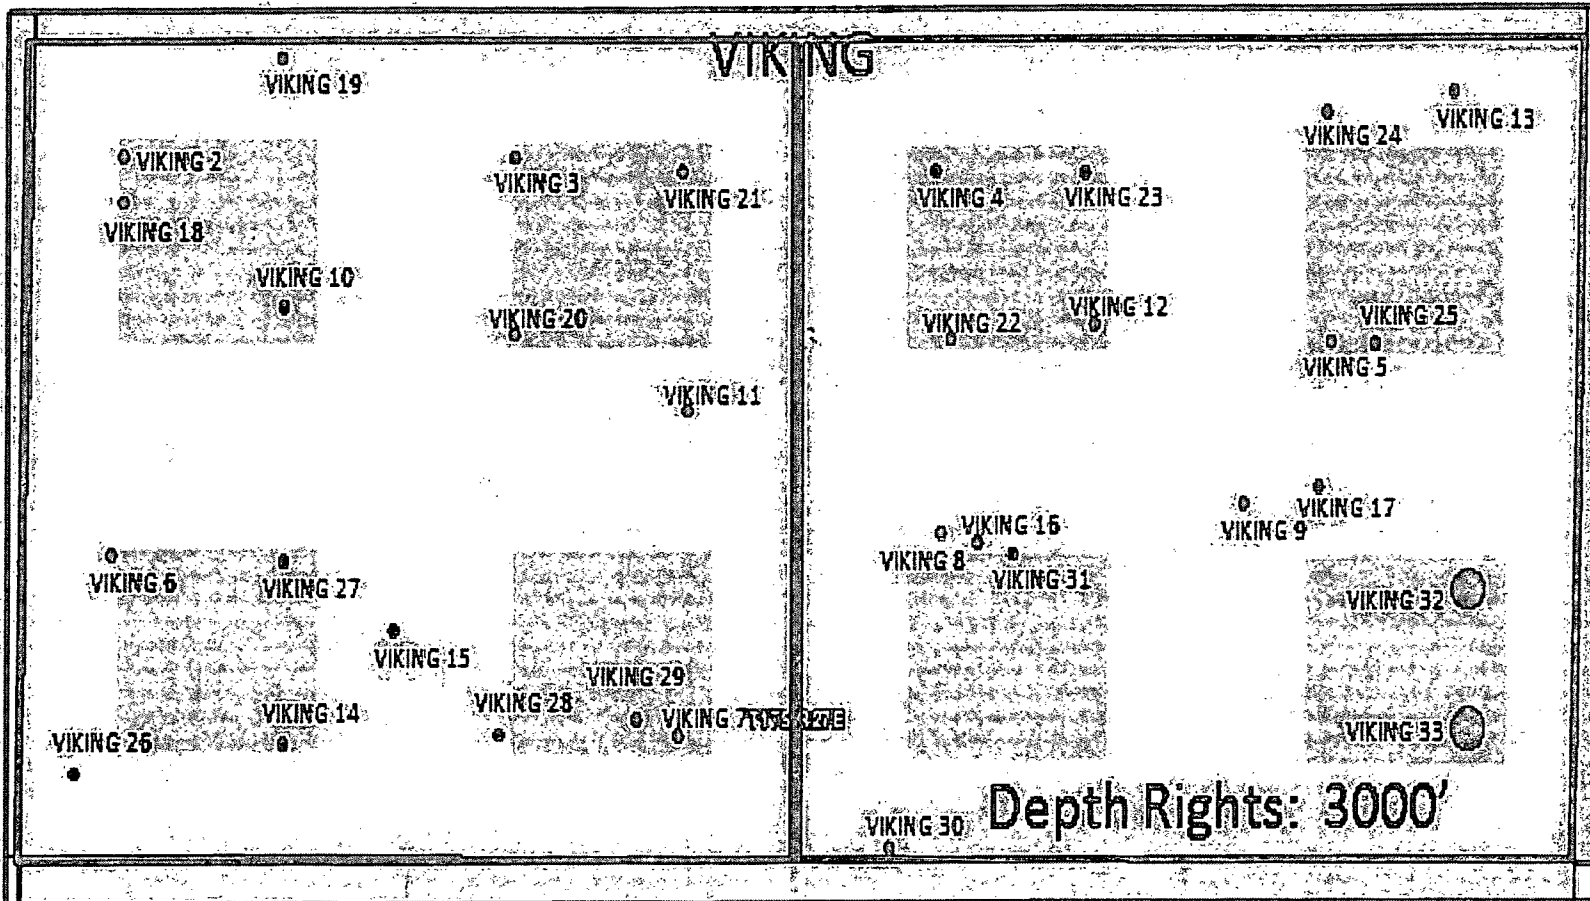 VIKING
VIKING 19
VIKING 13
VIKING 24
VIKING 2
VIKING 3
VIKING 21
VIKING 4
VIKING 23
VIKING 18
VIKING 10
VIKING 20
VIKING 22
VIKING 12
VIKING 25
VIKING 5
VIKING 11
VIKING 9
VIKING 17
VIKING 16
VIKING 8
VIKING 31
VIKING 6
VIKING 27
VIKING 32
VIKING 15
VIKING 29
VIKING 28
VIKING 14
VIKING 7
VIKING 33
VIKING 26
Depth Rights: 3000'
VIKING 30